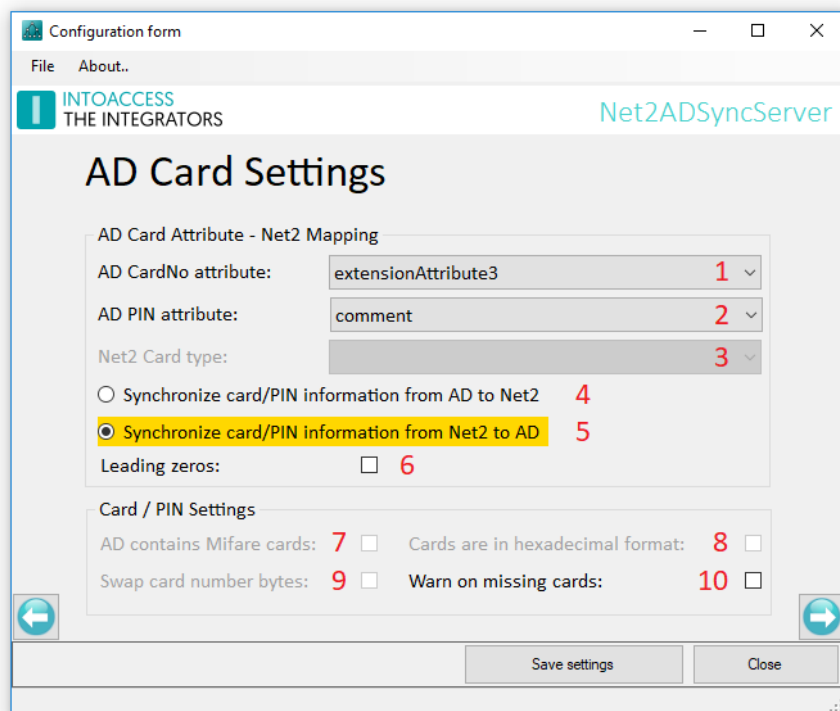 Configuration form
File About..
INTOACCESS
THE INTEGRATORS
Net2ADSyncServer
AD Card Settings
AD Card Attribute - Net2 Mapping
AD CardNo attribute: extensionAttribute3 1
AD PIN attribute: comment 2
Net2 Card type: 3
Synchronize card/PIN information from AD to Net2 4
Synchronize card/PIN information from Net2 to AD 5
Leading zeros: 6
Card / PIN Settings
AD contains Mifare cards: 7 Cards are in hexadecimal format: 8
Swap card number bytes: 9 Warn on missing cards: 10
Save settings Close